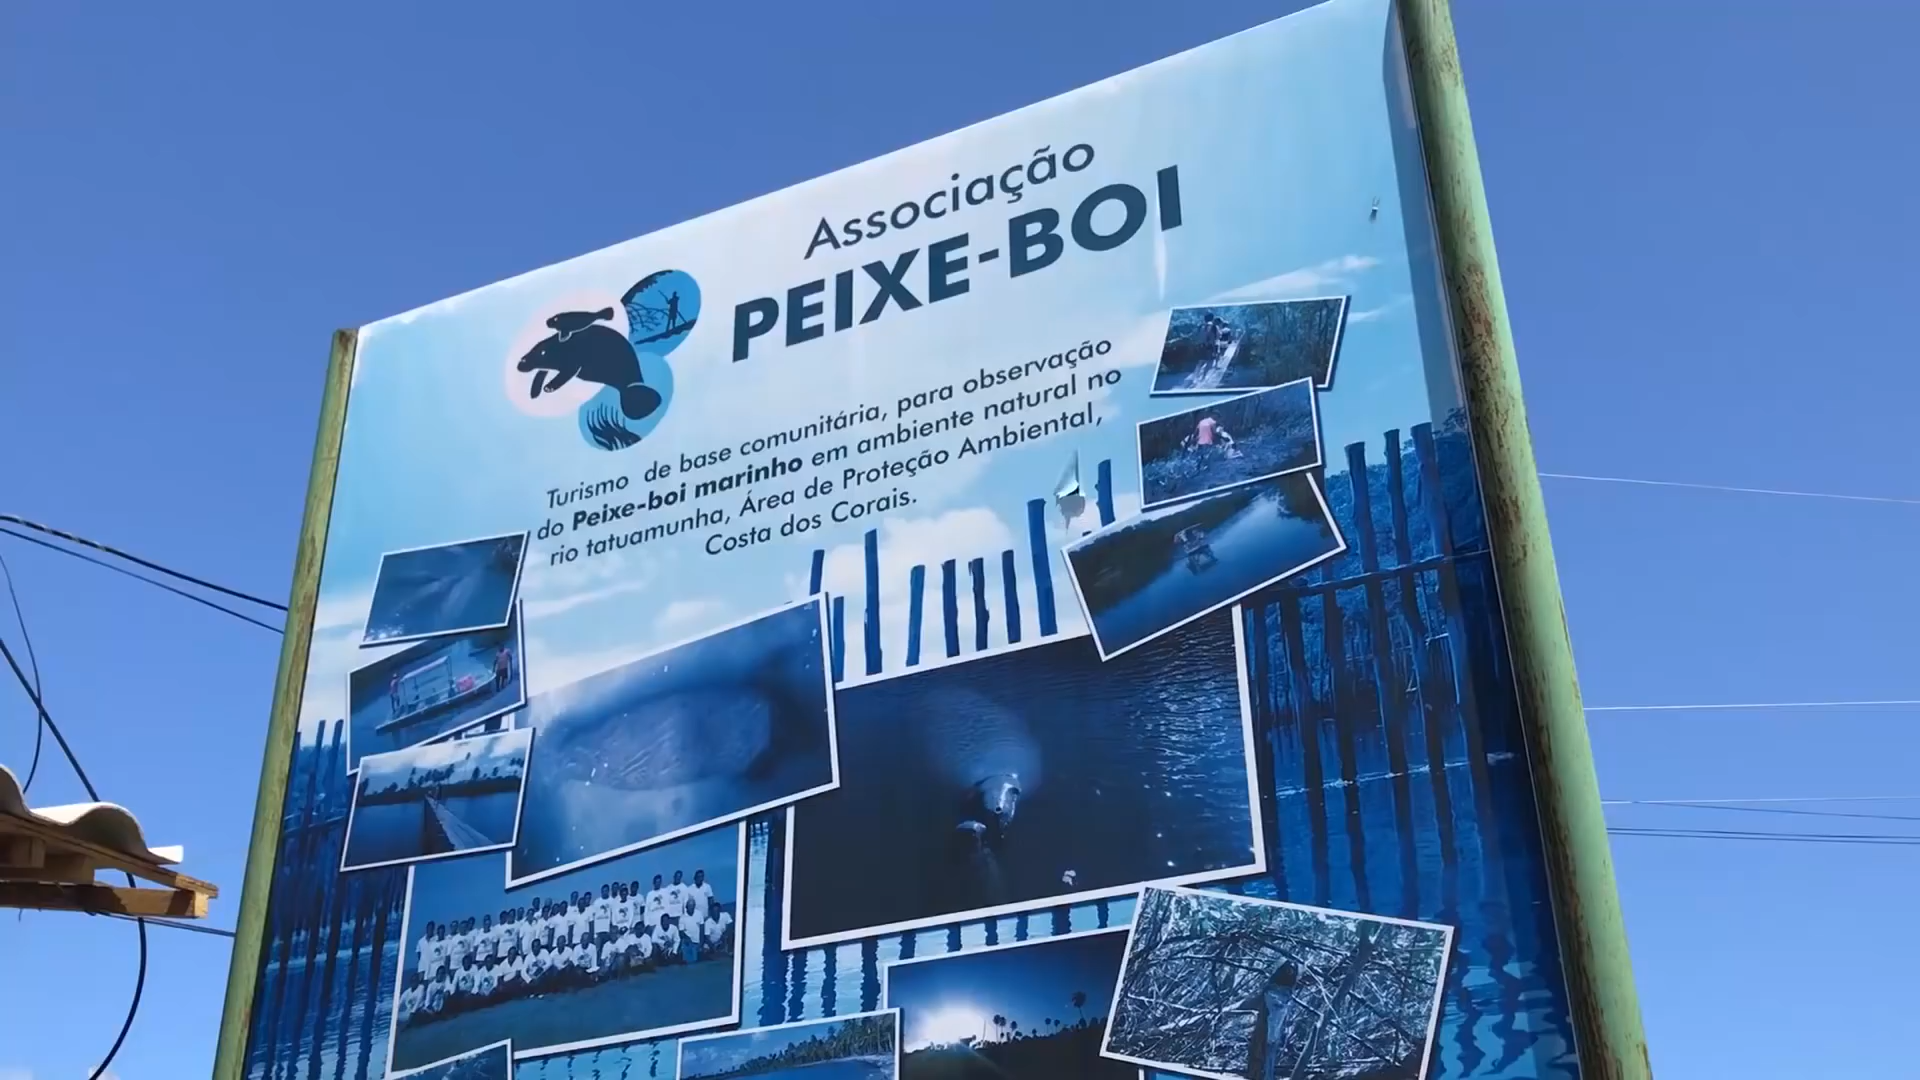 Associação
PEIXE-BOI
Turismo de base comunitária, para observação
do Peixe-boi marinho em ambiente natural no
rio tatuamunha, Área de Proteção Ambiental,
Costa dos Corais.